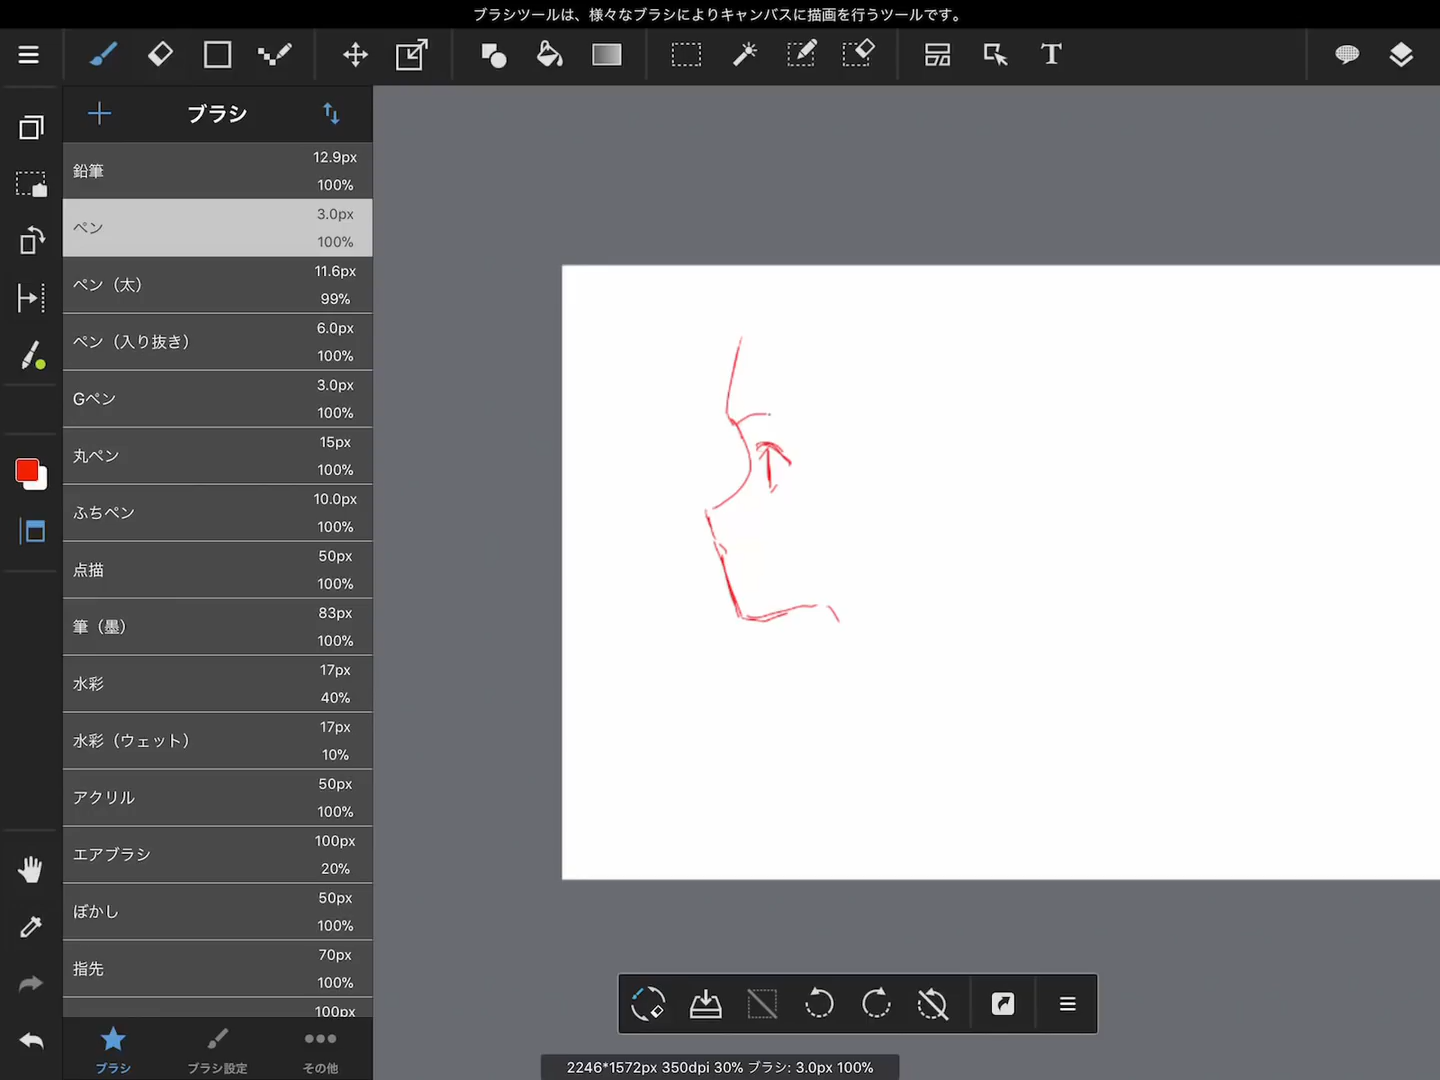 ブラシツールは、様々なブラシによりキャンバスに描画を行うツールです。
T
ブラシ
鉛筆
12.9px
100%
ペン
3.0px
100%
ペン（太）
11.6px
99%
ペン（入り抜き）
6.0px
100%
Gペン
3.0px
100%
丸ペン
15px
100%
ふちペン
10.0px
100%
点描
50px
100%
筆（墨）
83px
100%
水彩
17px
40%
水彩（ウェット）
17px
10%
アクリル
50px
100%
エアブラシ
100px
20%
ぼかし
50px
100%
指先
70px
100%
100px
ブラシ
ブラシ設定
その他
2246*1572px 350dpi 30% ブラシ: 3.0px 100%